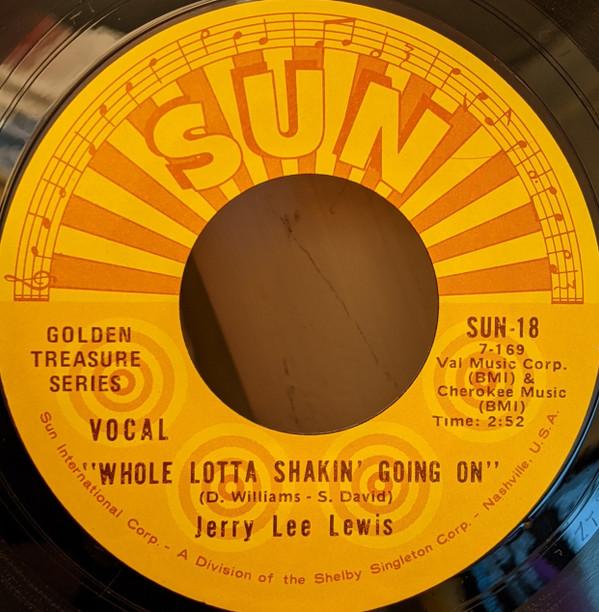 SUN
GOLDEN
TREASURE
SERIES
VOCAL
SUN-18
7-169
Val Music Corp.
(BMI) &
Cherokee Music
(BMI)
Time: 2:52
"WHOLE LOTTA SHAKIN' GOING ON"
(D. Williams - S. David)
Jerry Lee Lewis
Sun International Corp. - A Division of the Shelby Singleton Corp. - Nashville, U.S.A.